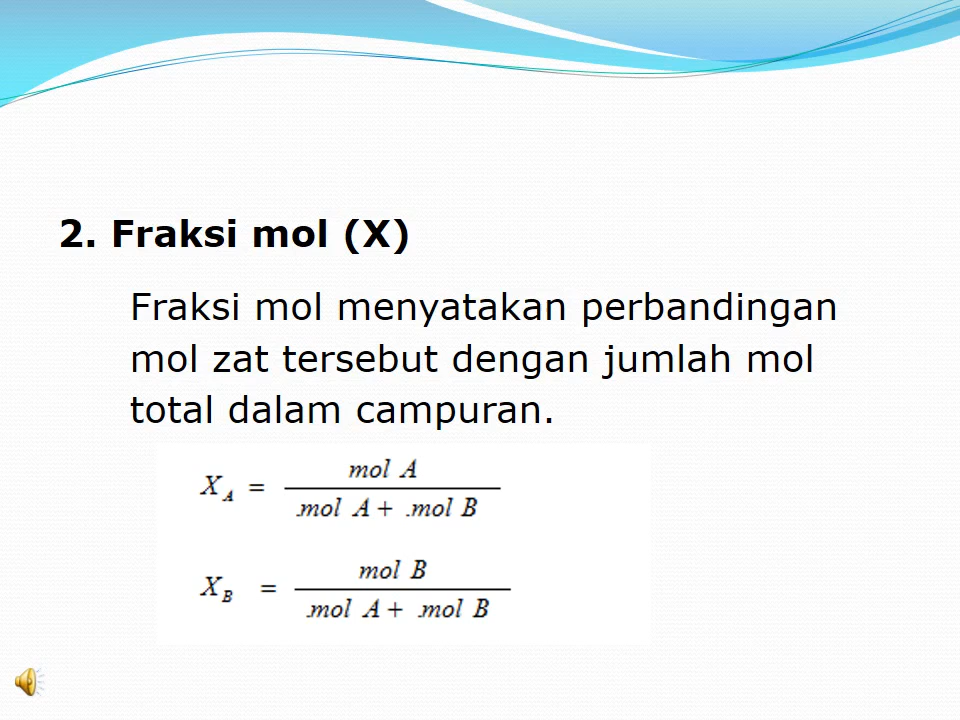 2. Fraksi mol (X)
Fraksi mol menyatakan perbandingan
mol zat tersebut dengan jumlah mol
total dalam campuran.
X_A = mol A / .mol A + .mol B
X_B = mol B / .mol A + .mol B